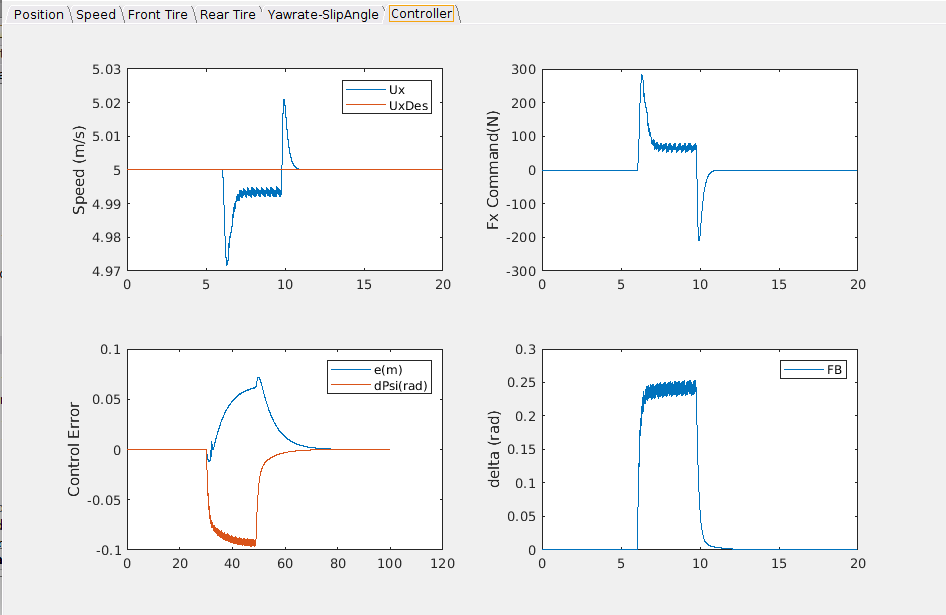 Position Speed Front Tire Rear Tire Yawrate-SlipAngle Controller
5.03
5.02
5.01
5
4.99
4.98
4.97
Speed (m/s)
Ux
UxDes
0 5 10 15 20
300
200
100
0
-100
-200
-300
Fx Command(N)
0 5 10 15 20
0.1
0.05
0
-0.05
-0.1
Control Error
e(m)
dPsi(rad)
0 20 40 60 80 100 120
0.3
0.25
0.2
0.15
0.1
0.05
0
delta (rad)
FB
0 5 10 15 20